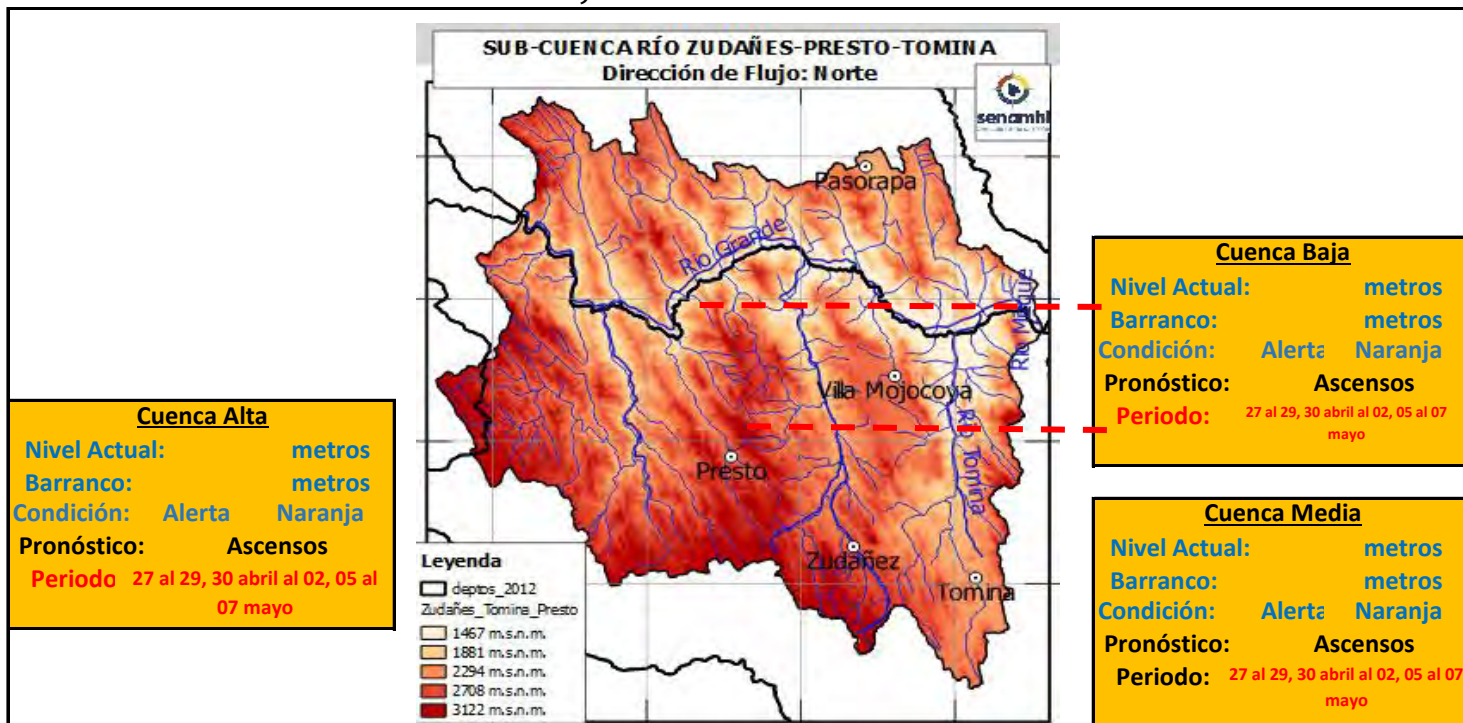 SUB-CUENCA RÍO ZUDAÑES-PRESTO-TOMINA
Dirección de Flujo: Norte
senamhi
Pasorapa
Río Grande
Río Mizque
Villa Mojocoya
Río Tomina
Presto
Zudáñez
Tomina
Cuenca Alta
Nivel Actual: metros
Barranco: metros
Condición: Alerta Naranja
Pronóstico: Ascensos
Periodo 27 al 29, 30 abril al 02, 05 al
07 mayo
Leyenda
deptos_2012
Zudañes_Tomina_Presto
1467 m.s.n.m.
1881 m.s.n.m.
2294 m.s.n.m.
2708 m.s.n.m.
3122 m.s.n.m.
Cuenca Baja
Nivel Actual: metros
Barranco: metros
Condición: Alerta Naranja
Pronóstico: Ascensos
Periodo: 27 al 29, 30 abril al 02, 05 al 07
mayo
Cuenca Media
Nivel Actual: metros
Barranco: metros
Condición: Alerta Naranja
Pronóstico: Ascensos
Periodo: 27 al 29, 30 abril al 02, 05 al 07
mayo